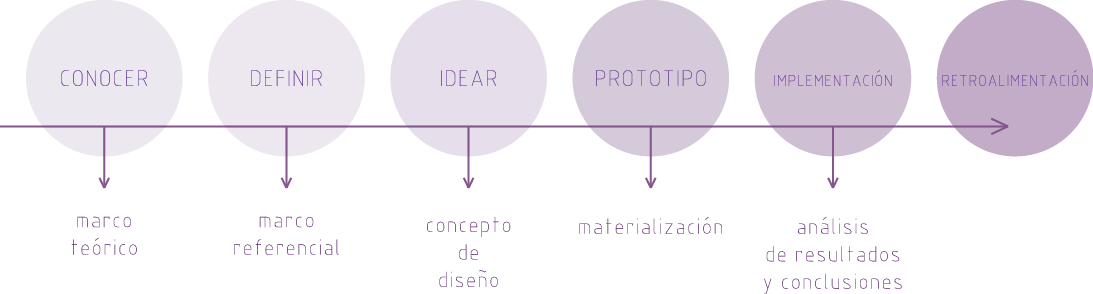 CONOCER
DEFINIR
IDEAR
PROTOTIPO
IMPLEMENTACIÓN
RETROALIMENTACIÓN
marco
teórico
marco
referencial
concepto
de
diseño
materialización
análisis
de resultados
y conclusiones